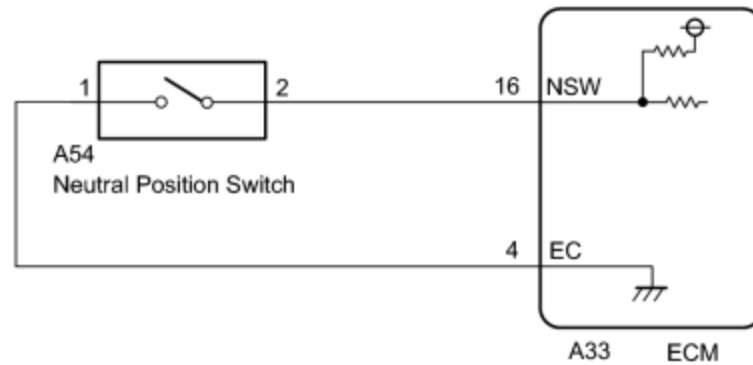 1
2
16
NSW
A54
Neutral Position Switch
4
EC
A33
ECM